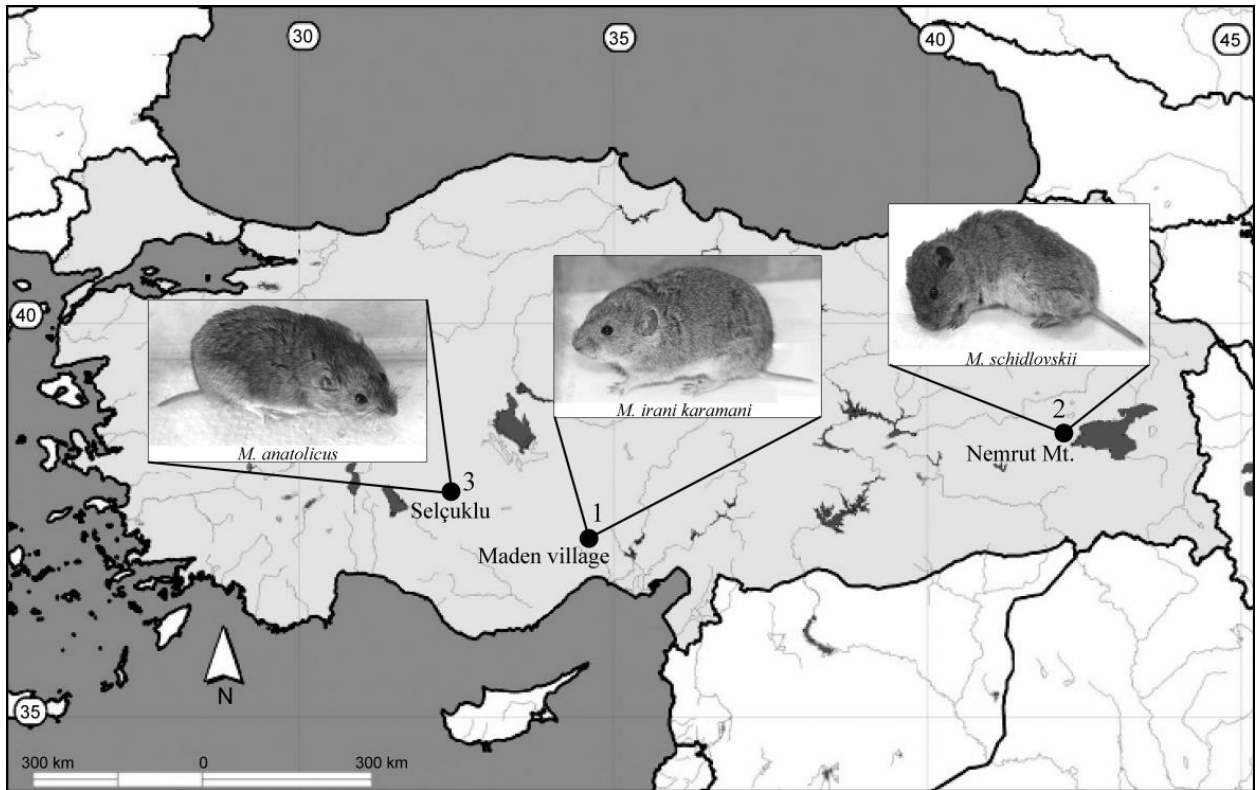 30
35
40
45
40
M. schidlovskii
2
Nemrut Mt.
M. irani karamani
M. anatolicus
3
Selçuklu
1
Maden village
N
35
300 km
0
300 km